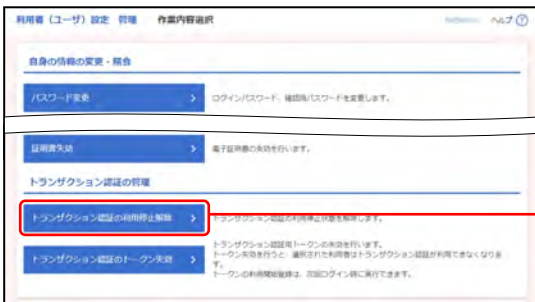 利用者（ユーザ）設定 管理 作業内容選択
ヘルプ
自身の情報の変更・照会
パスワード変更
ログインパスワード、確認用パスワードを変更します。
証明書失効
電子証明書の失効を行います。
トランザクション認証の管理
トランザクション認証の利用停止解除
トランザクション認証の利用停止状態を解除します。
トランザクション認証のトークン失効
トランザクション認証用トークンの失効を行います。
トークン失効を行うと、選択された利用者はトランザクション認証が利用できなくなりま
す。
トークンの利用開始登録は、次回ログイン時に実行できます。